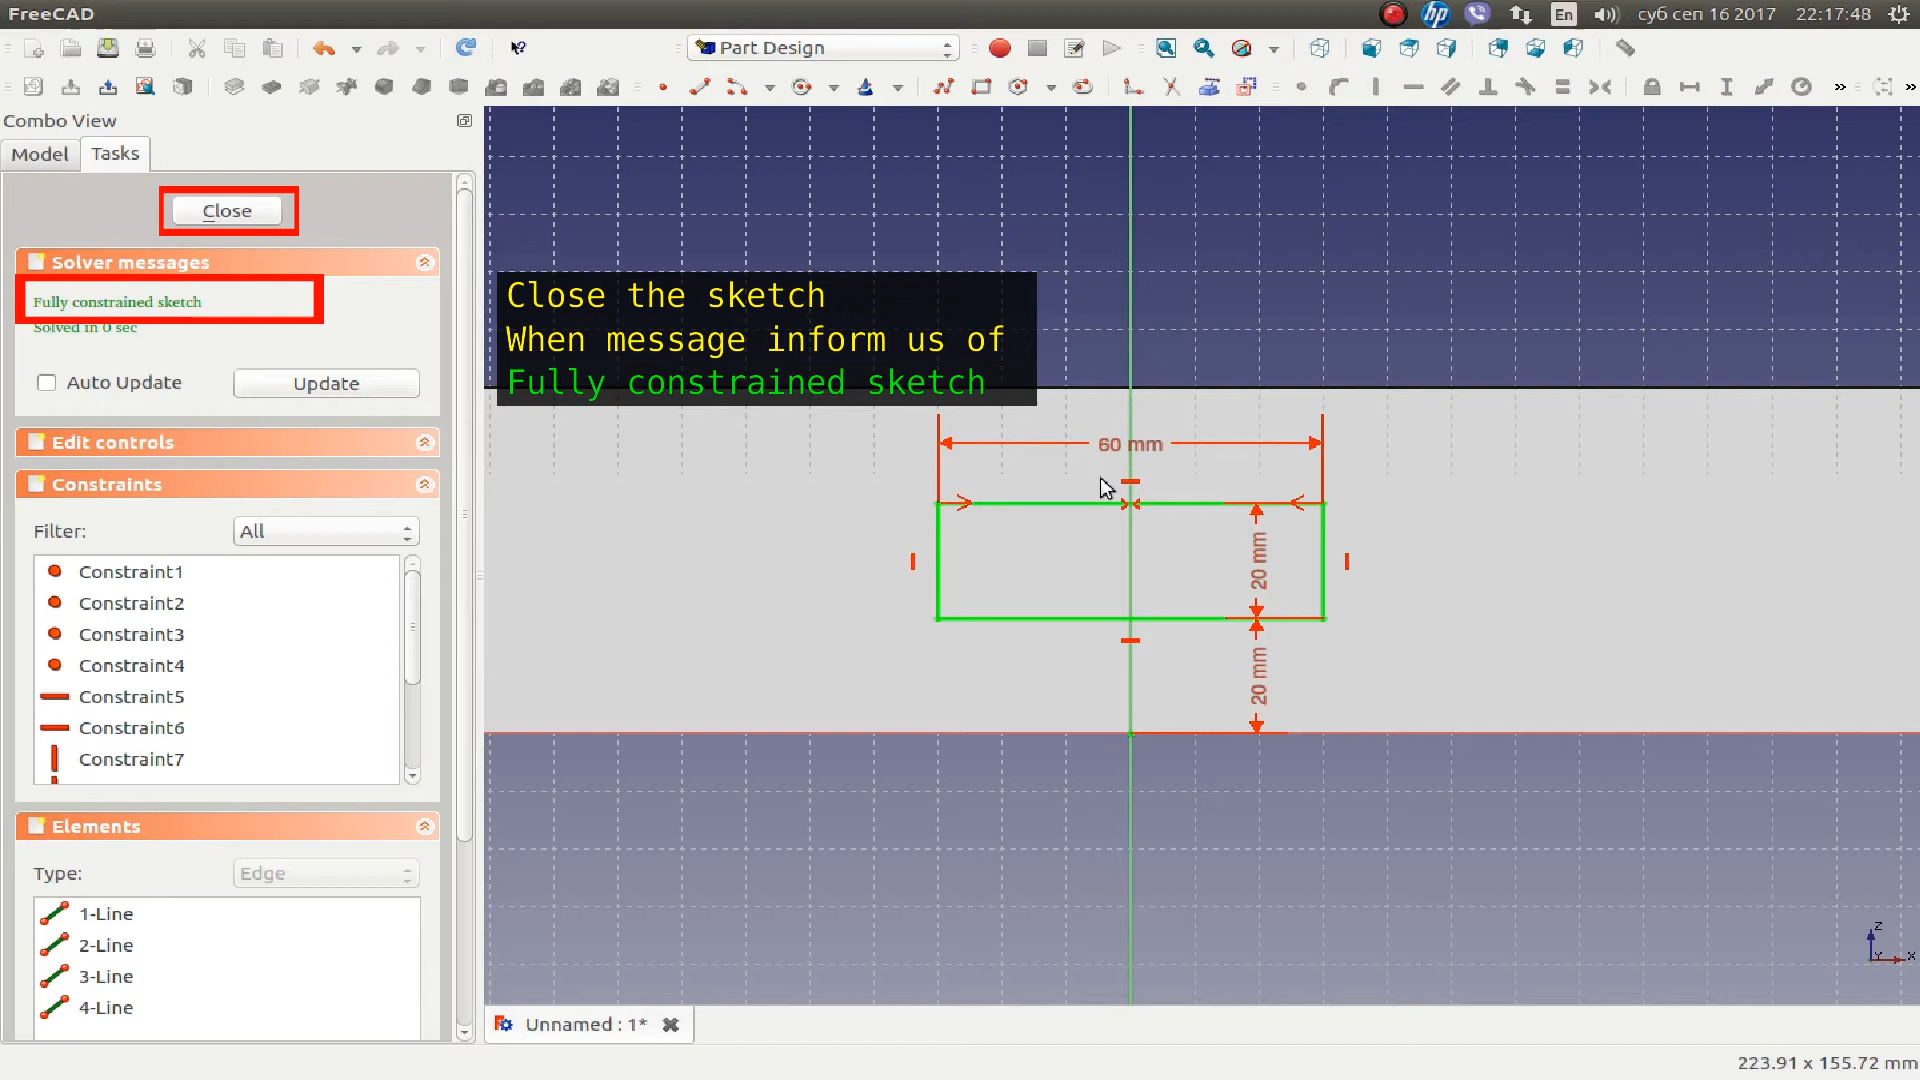 FreeCAD
En
суб сеп 16 2017
22:17:48
Part Design
Combo View
Model
Tasks
Close
Solver messages
Fully constrained sketch
Solved in 0 sec
Auto Update
Update
Edit controls
Constraints
Filter:
All
Constraint1
Constraint2
Constraint3
Constraint4
Constraint5
Constraint6
Constraint7
Elements
Type:
Edge
1-Line
2-Line
3-Line
4-Line
Close the sketch
When message inform us of
Fully constrained sketch
60 mm
20 mm
20 mm
Z
Y
X
Unnamed : 1*
223.91 x 155.72 mm